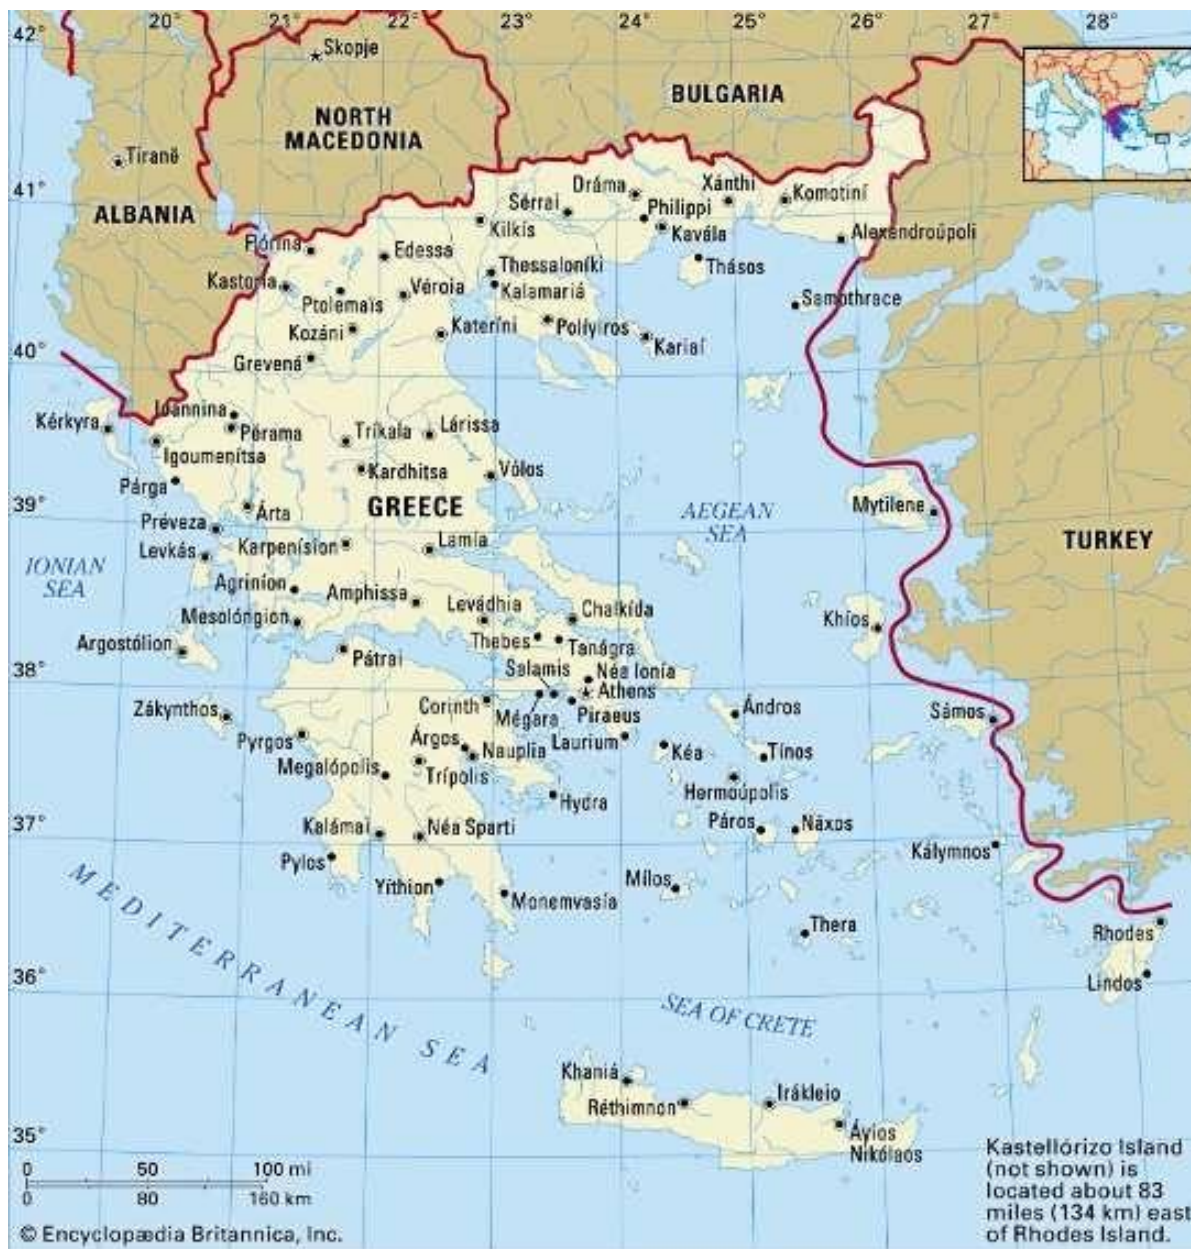 42°
20°
21°
22°
23°
24°
25°
26°
27°
28°
Skopje
BULGARIA
NORTH
MACEDONIA
Tiranë
41°
ALBANIA
Dráma
Xánthi
Komotiní
Sérrai
Philippi
Kilkís
Kavála
Alexandroúpoli
Flórina
Edessa
Thessaloníki
Thásos
Kastoria
Kalamariá
Ptolemaïs
Véroia
Samothrace
Kozáni
Kateríni
Políyiros
Kariaí
40°
Grevená
Ioánnina
Kérkyra
Pérama
Tríkala
Lárissa
Igoumenítsa
Kardhítsa
Vólos
Párga
39°
GREECE
Mytilene
Árta
AEGEAN
SEA
Préveza
Levkás
Karpenísion
Lamía
TURKEY
IONIAN
SEA
Agriníon
Amphissa
Levádhia
Chalkída
Mesolóngion
Khíos
Argostólion
Thebes
Tanágra
Pátrai
38°
Salamis
Néa Ionía
Athens
Zákynthos
Corinth
Mégara
Piraeus
Ándros
Sámos
Pyrgos
Árgos
Nauplia
Laurium
Kéa
Tínos
Megalópolis
Trípolis
Hydra
Hermoúpolis
37°
Kalámai
Néa Sparti
Páros
Náxos
Kálymnos
Pylos
Yíthion
Monemvasía
Mílos
MEDITERRANEAN SEA
Thera
Rhodes
36°
Lindos
SEA OF CRETE
Khaniá
Réthimnon
Irákleio
35°
Áyios
Nikólaos
0 50 100 mi
0 80 160 km
Kastellórizo Island
(not shown) is
located about 83
miles (134 km) east
of Rhodes Island.
© Encyclopædia Britannica, Inc.